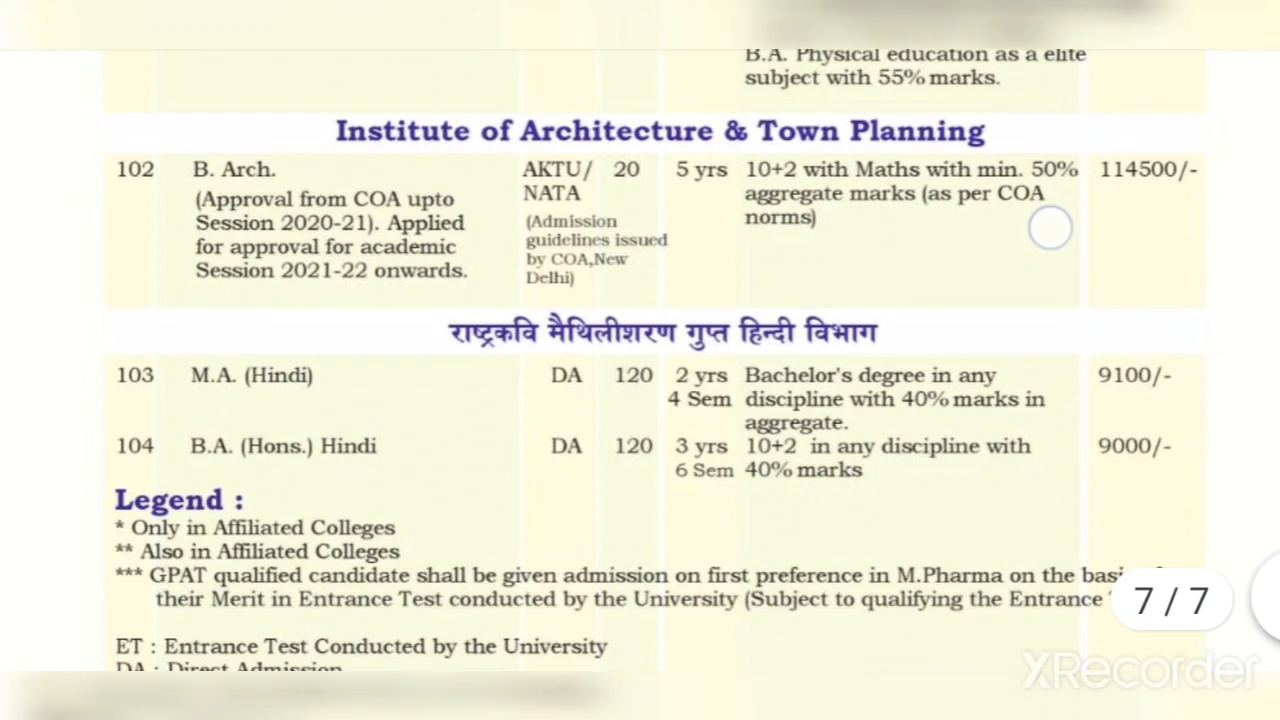 B.A. Physical education as a elite
subject with 55% marks.
Institute of Architecture & Town Planning
102 B. Arch. AKTU/ 20 5 yrs 10+2 with Maths with min. 50% 114500/-
(Approval from COA upto NATA aggregate marks (as per COA
Session 2020-21). Applied (Admission norms)
for approval for academic guidelines issued
Session 2021-22 onwards. by COA,New
Delhi)
राष्ट्रकवि मैथिलीशरण गुप्त हिन्दी विभाग
103 M.A. (Hindi) DA 120 2 yrs Bachelor's degree in any 9100/-
4 Sem discipline with 40% marks in
aggregate.
104 B.A. (Hons.) Hindi DA 120 3 yrs 10+2 in any discipline with 9000/-
6 Sem 40% marks
Legend :
* Only in Affiliated Colleges
** Also in Affiliated Colleges
*** GPAT qualified candidate shall be given admission on first preference in M.Pharma on the
their Merit in Entrance Test conducted by the University (Subject to qualifying the Entrance
7 / 7
ET : Entrance Test Conducted by the University
DA : Direct Admission
XRecorder